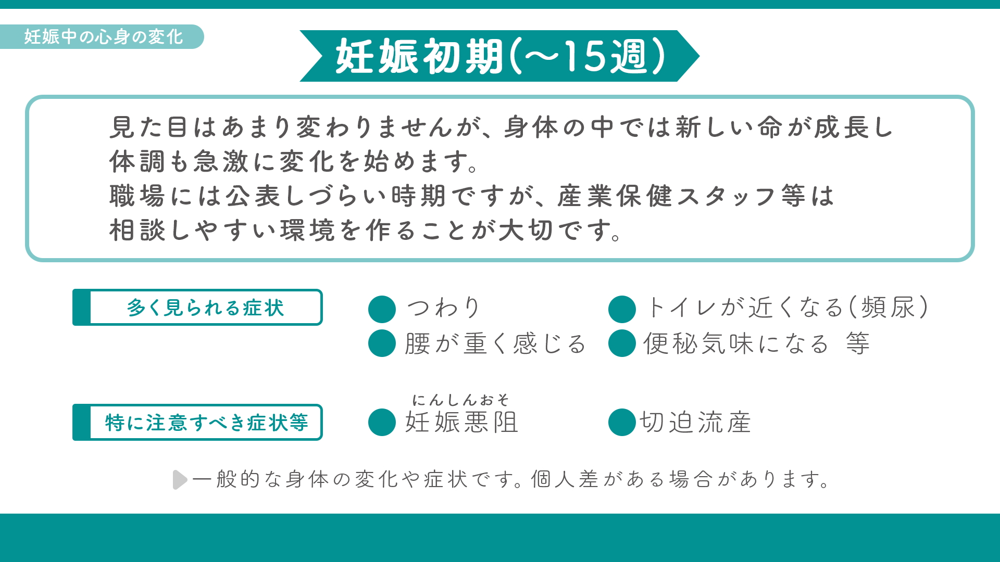 妊娠中の心身の変化
妊娠初期(～15週)
見た目はあまり変わりませんが、身体の中では新しい命が成長し
体調も急激に変化を始めます。
職場には公表しづらい時期ですが、産業保健スタッフ等は
相談しやすい環境を作ることが大切です。
多く見られる症状
つわり
トイレが近くなる(頻尿)
腰が重く感じる
便秘気味になる 等
特に注意すべき症状等
にんしんおそ
妊娠悪阻
切迫流産
一般的な身体の変化や症状です。個人差がある場合があります。